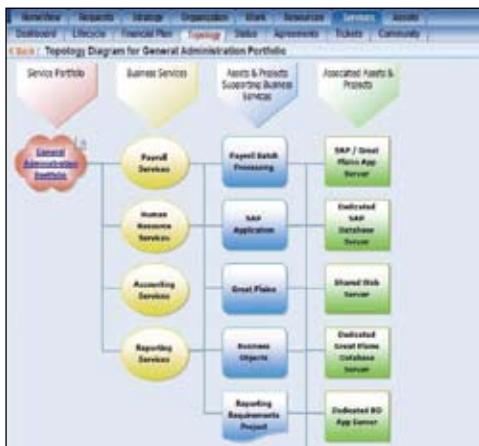 HomeView Requests Strategy Organization Work Resources Services Assets
Dashboard Lifecycle Financial Plan Topology Status Agreements Tickets Community
Back Topology Diagram for General Administration Portfolio
Service Portfolio
Business Services
Assets & Projects
Supporting Business
Services
Associated Assets &
Projects
General
Administration
Portfolio
Payroll
Services
Payroll Batch
Processing
SAP / Great
Plains App
Server
Human
Resource
Services
SAP
Application
Dedicated
SAP
Database
Server
Accounting
Services
Great Plains
Shared Web
Server
Reporting
Services
Business
Objects
Dedicated
Great Plains
Database
Server
Reporting
Requirements
Project
Dedicated BO
App Server